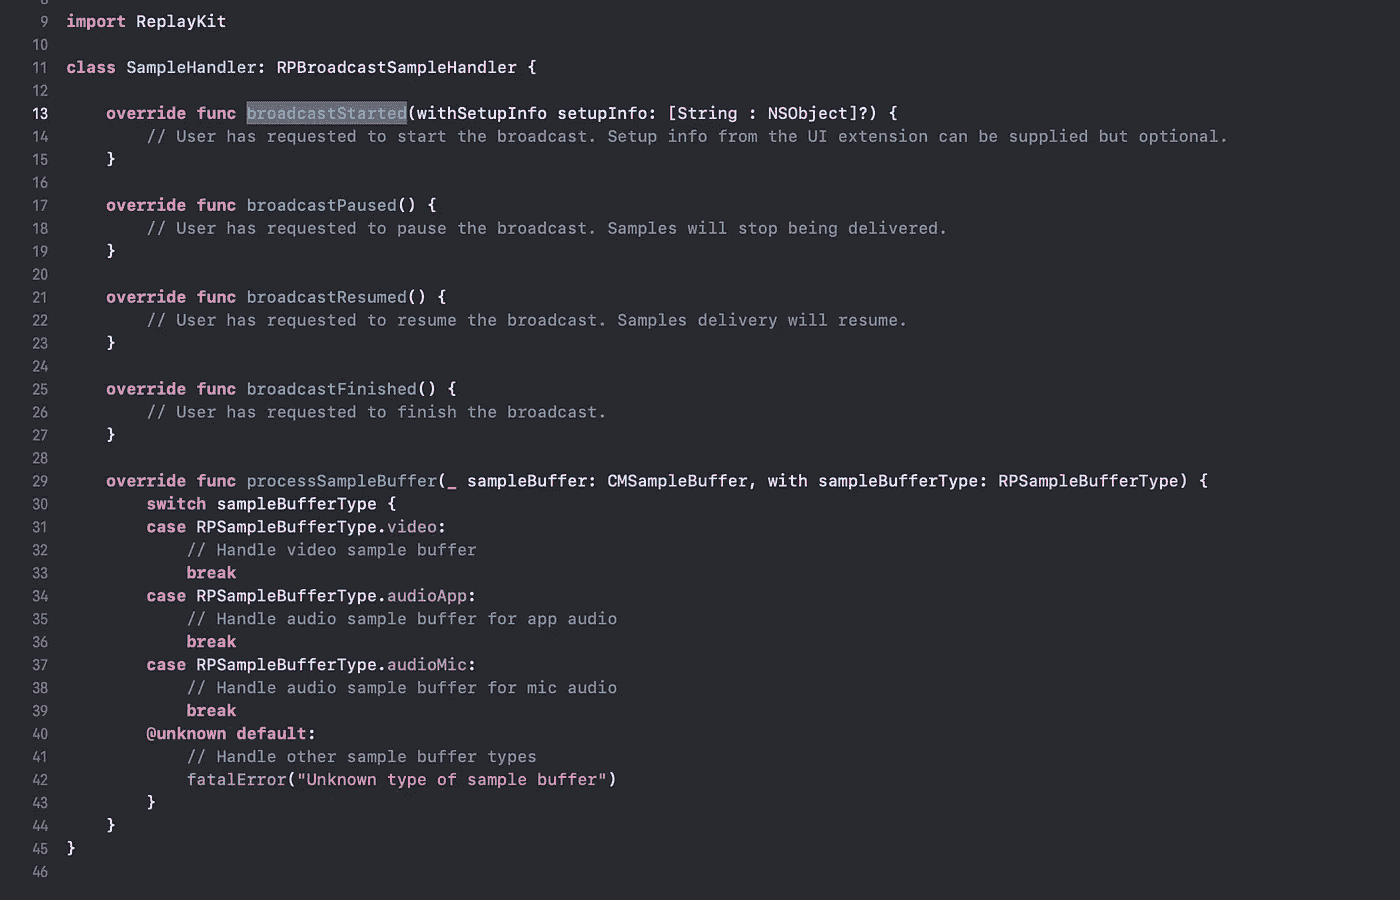 9 import ReplayKit
10
11 class SampleHandler: RPBroadcastSampleHandler {
12
13 override func broadcastStarted(withSetupInfo setupInfo: [String : NSObject]?) {
14 // User has requested to start the broadcast. Setup info from the UI extension can be supplied but optional.
15 }
16
17 override func broadcastPaused() {
18 // User has requested to pause the broadcast. Samples will stop being delivered.
19 }
20
21 override func broadcastResumed() {
22 // User has requested to resume the broadcast. Samples delivery will resume.
23 }
24
25 override func broadcastFinished() {
26 // User has requested to finish the broadcast.
27 }
28
29 override func processSampleBuffer(_ sampleBuffer: CMSampleBuffer, with sampleBufferType: RPSampleBufferType) {
30 switch sampleBufferType {
31 case RPSampleBufferType.video:
32 // Handle video sample buffer
33 break
34 case RPSampleBufferType.audioApp:
35 // Handle audio sample buffer for app audio
36 break
37 case RPSampleBufferType.audioMic:
38 // Handle audio sample buffer for mic audio
39 break
40 @unknown default:
41 // Handle other sample buffer types
42 fatalError("Unknown type of sample buffer")
43 }
44 }
45 }
46